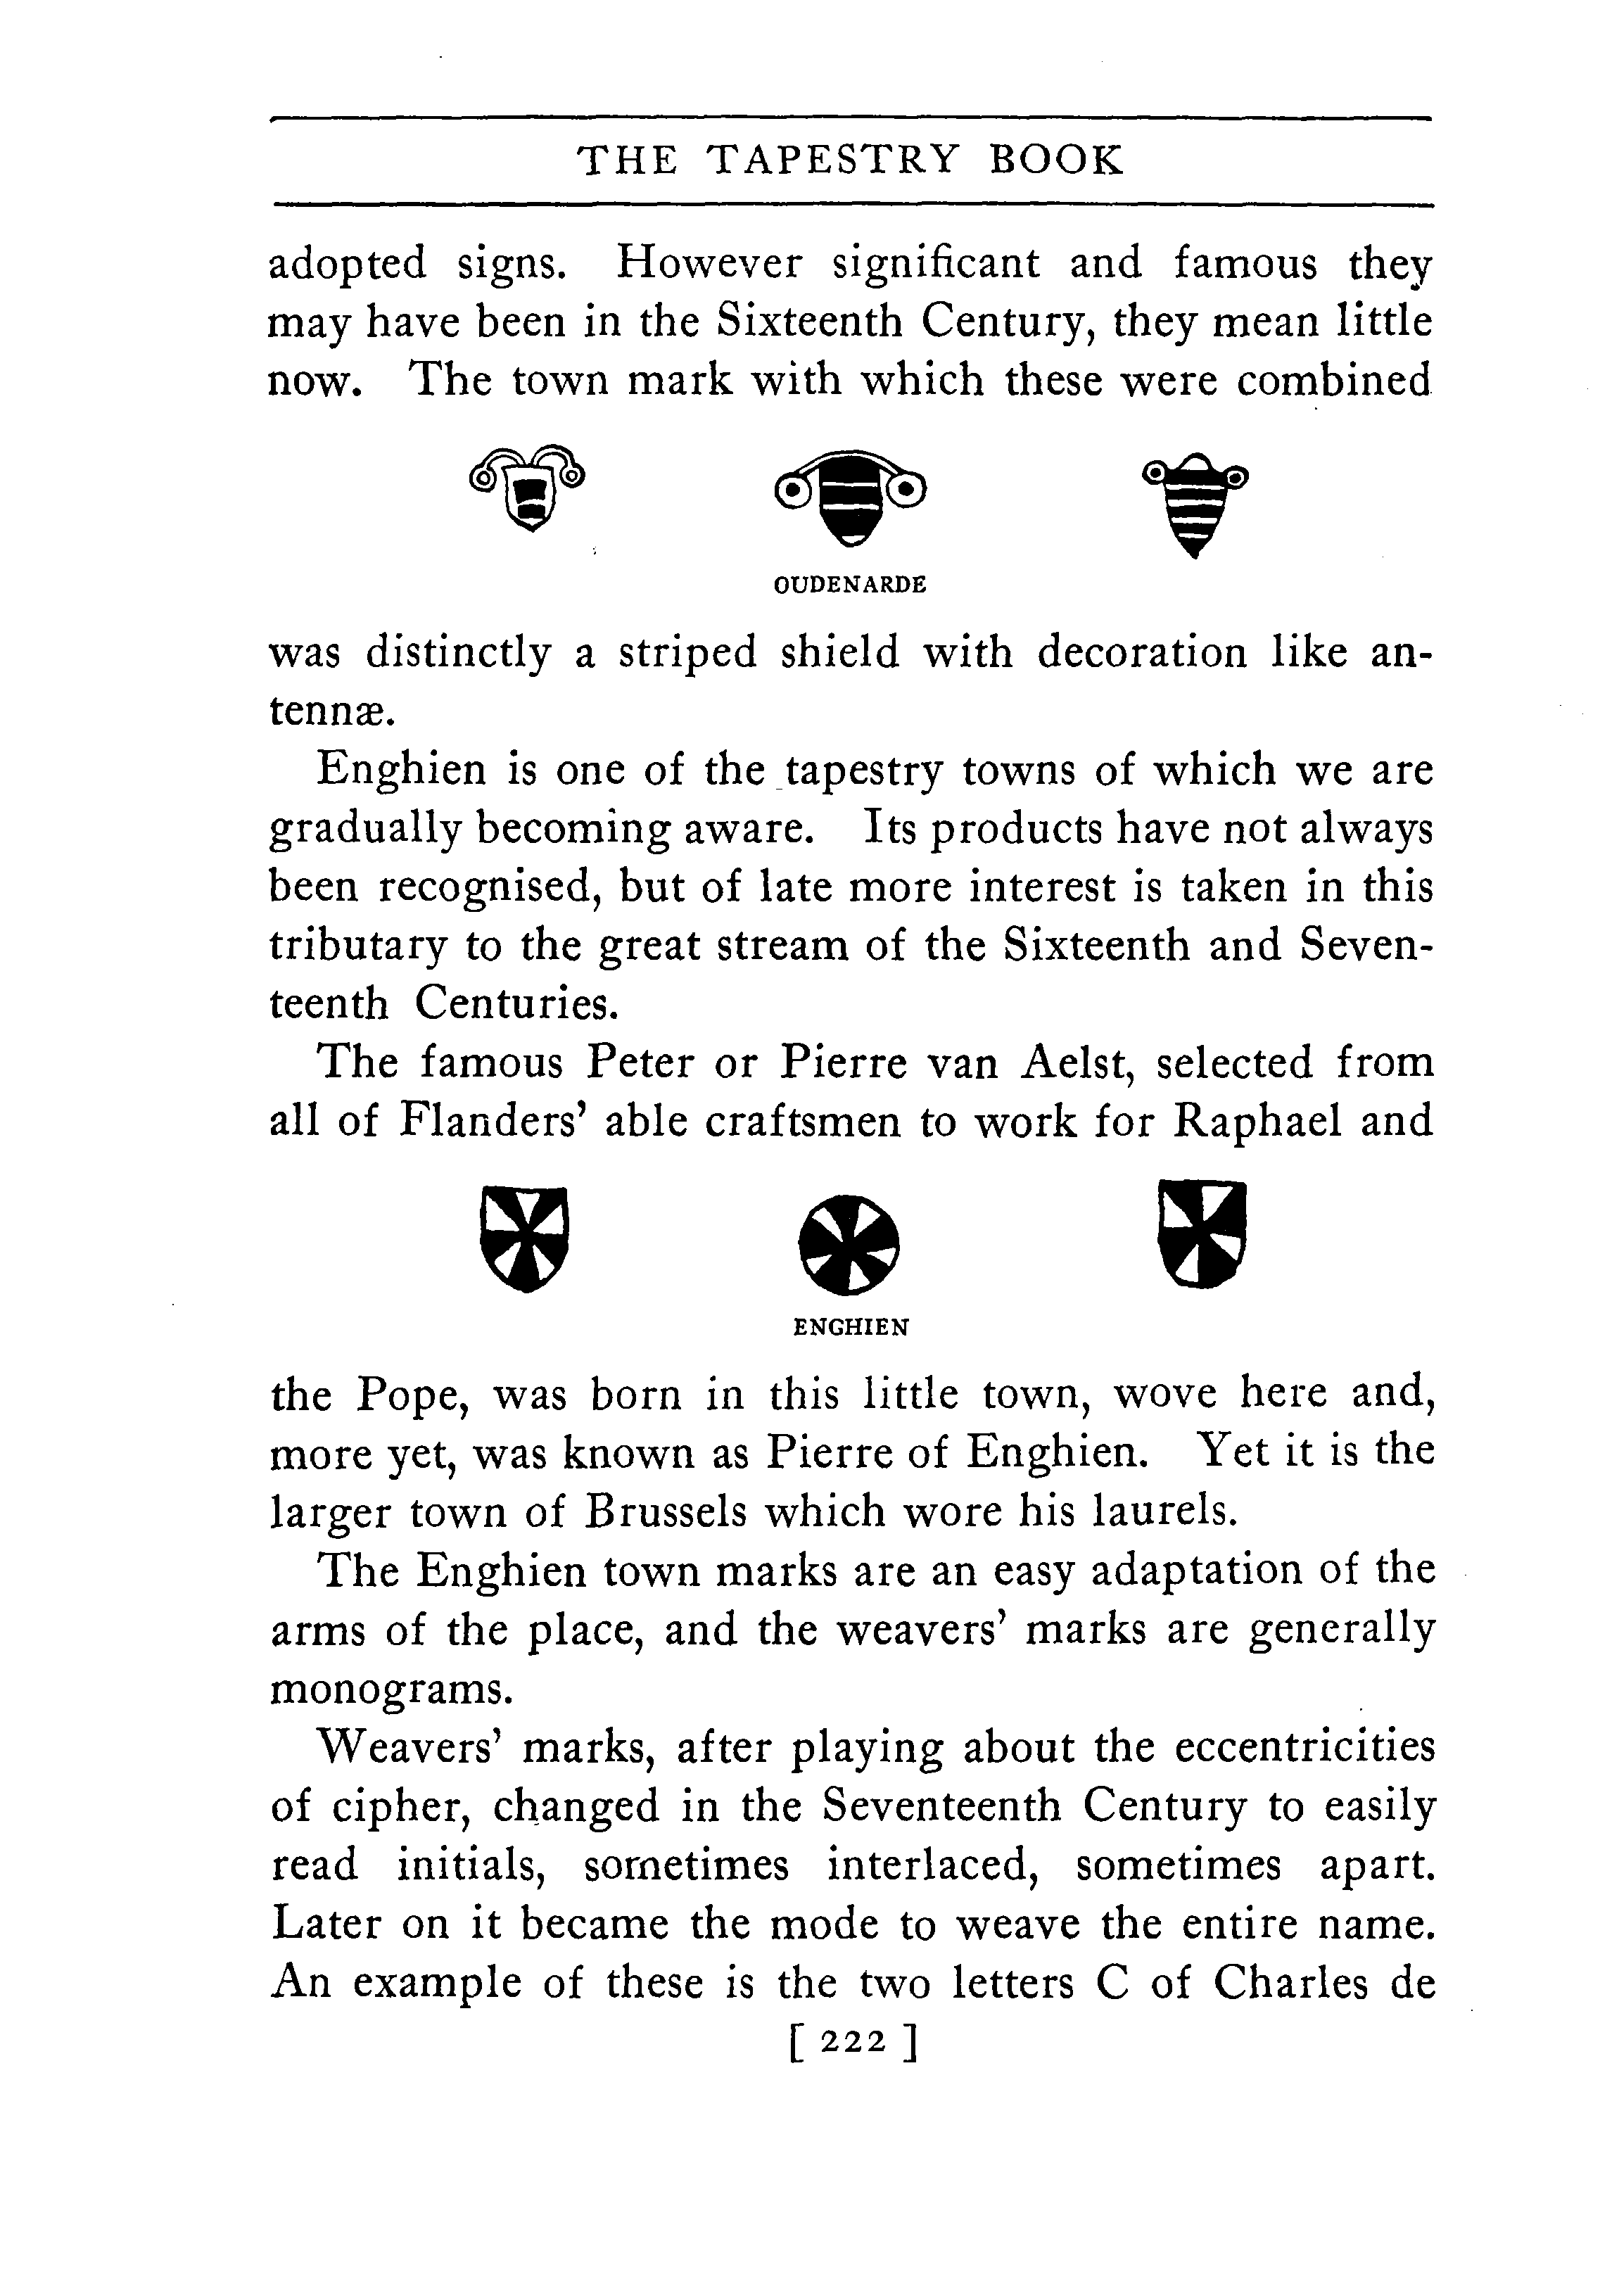 THE TAPESTRY BOOK
adopted signs. However significant and famous they
may have been in the Sixteenth Century, they mean little
now. The town mark with which these were combined
OUDENARDE
was distinctly a striped shield with decoration like an-
tennæ.
Enghien is one of the tapestry towns of which we are
gradually becoming aware. Its products have not always
been recognised, but of late more interest is taken in this
tributary to the great stream of the Sixteenth and Seven-
teenth Centuries.
The famous Peter or Pierre van Aelst, selected from
all of Flanders’ able craftsmen to work for Raphael and
ENGHIEN
the Pope, was born in this little town, wove here and,
more yet, was known as Pierre of Enghien. Yet it is the
larger town of Brussels which wore his laurels.
The Enghien town marks are an easy adaptation of the
arms of the place, and the weavers’ marks are generally
monograms.
Weavers’ marks, after playing about the eccentricities
of cipher, changed in the Seventeenth Century to easily
read initials, sometimes interlaced, sometimes apart.
Later on it became the mode to weave the entire name.
An example of these is the two letters C of Charles de
[ 222 ]